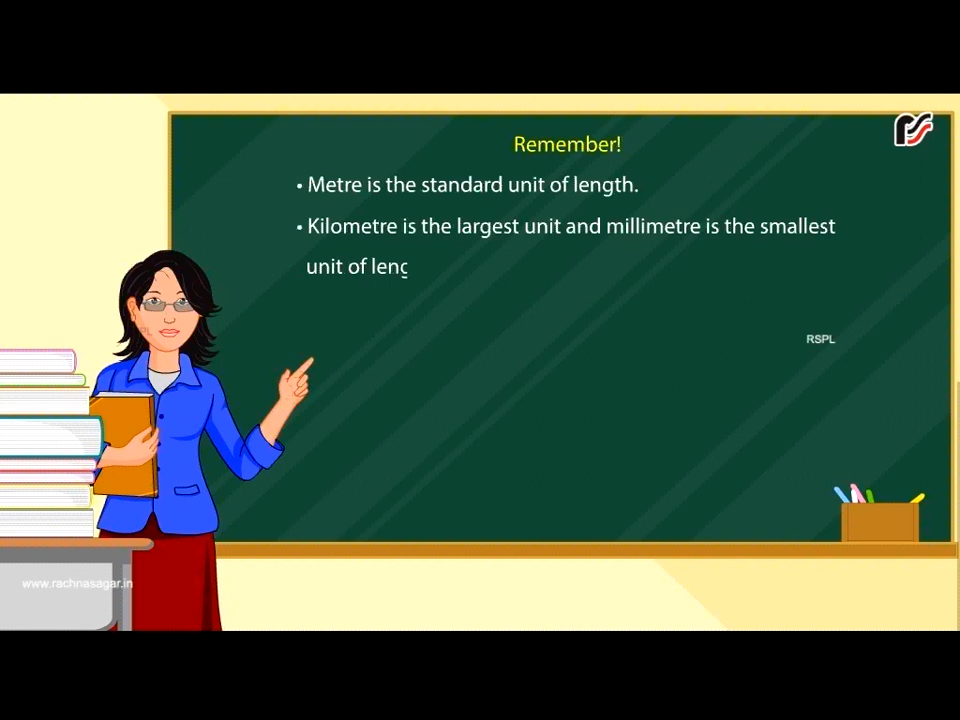 Remember!
• Metre is the standard unit of length.
• Kilometre is the largest unit and millimetre is the smallest
unit of leng
RSPL
www.rachnasagar.in